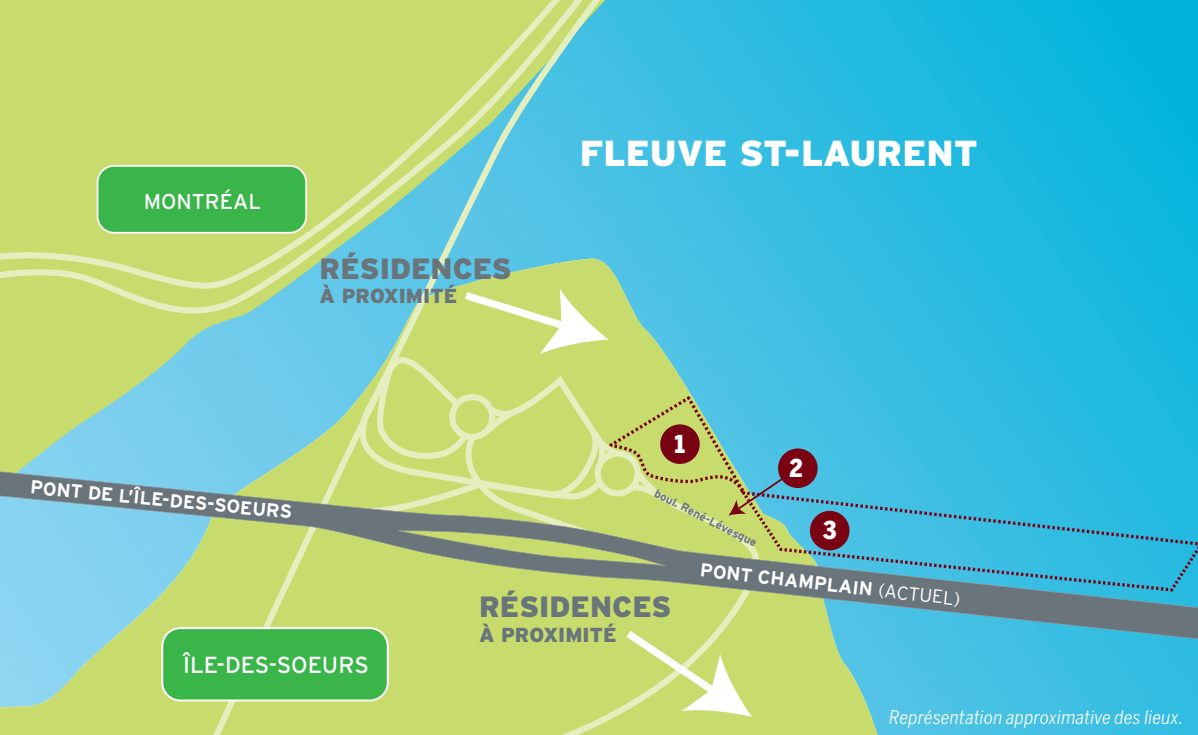 FLEUVE ST-LAURENT
MONTRÉAL
RÉSIDENCES
À PROXIMITÉ
1
2
3
boul. René-Lévesque
PONT DE L'ÎLE-DES-SOEURS
PONT CHAMPLAIN (ACTUEL)
RÉSIDENCES
À PROXIMITÉ
ÎLE-DES-SOEURS
Représentation approximative des lieux.